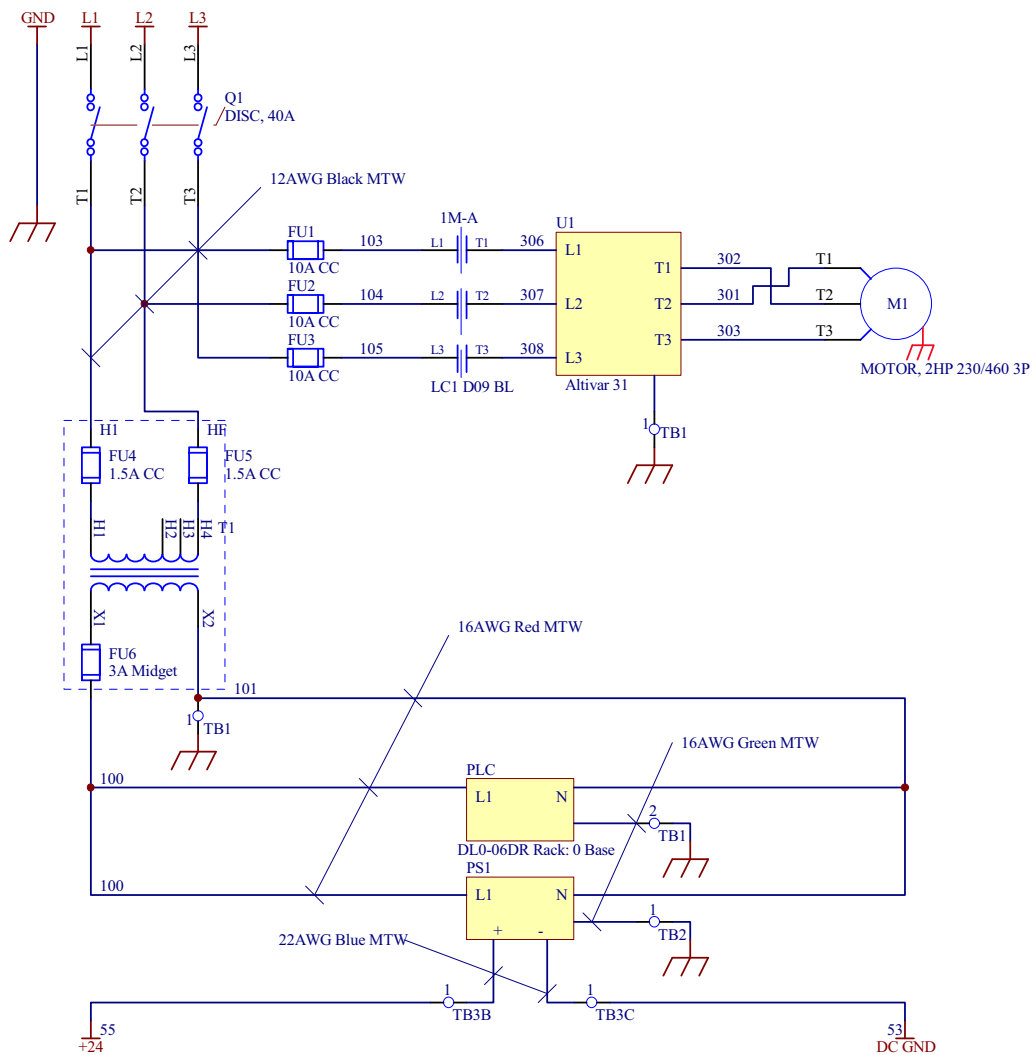 GND L1 L2 L3
L1 L2 L3
Q1
DISC, 40A
T1 T2 T3
12AWG Black MTW
FU1
10A CC
103
1M-A
L1 T1
306
FU2
10A CC
104
L2 T2
307
FU3
10A CC
105
L3 T3
308
LC1 D09 BL
U1
L1
L2
L3
T1
T2
T3
Altivar 31
302
301
303
T1
T2
T3
M1
MOTOR, 2HP 230/460 3P
1
TB1
H1
HF
FU4
1.5A CC
FU5
1.5A CC
H1
H2
H3
H4
T1
X1
X2
FU6
3A Midget
101
1
TB1
16AWG Red MTW
16AWG Green MTW
100
PLC
L1 N
2
TB1
DL0-06DR Rack: 0 Base
100
PS1
L1 N
+ -
1
TB2
22AWG Blue MTW
1
TB3B
1
TB3C
55
+24
53
DC GND